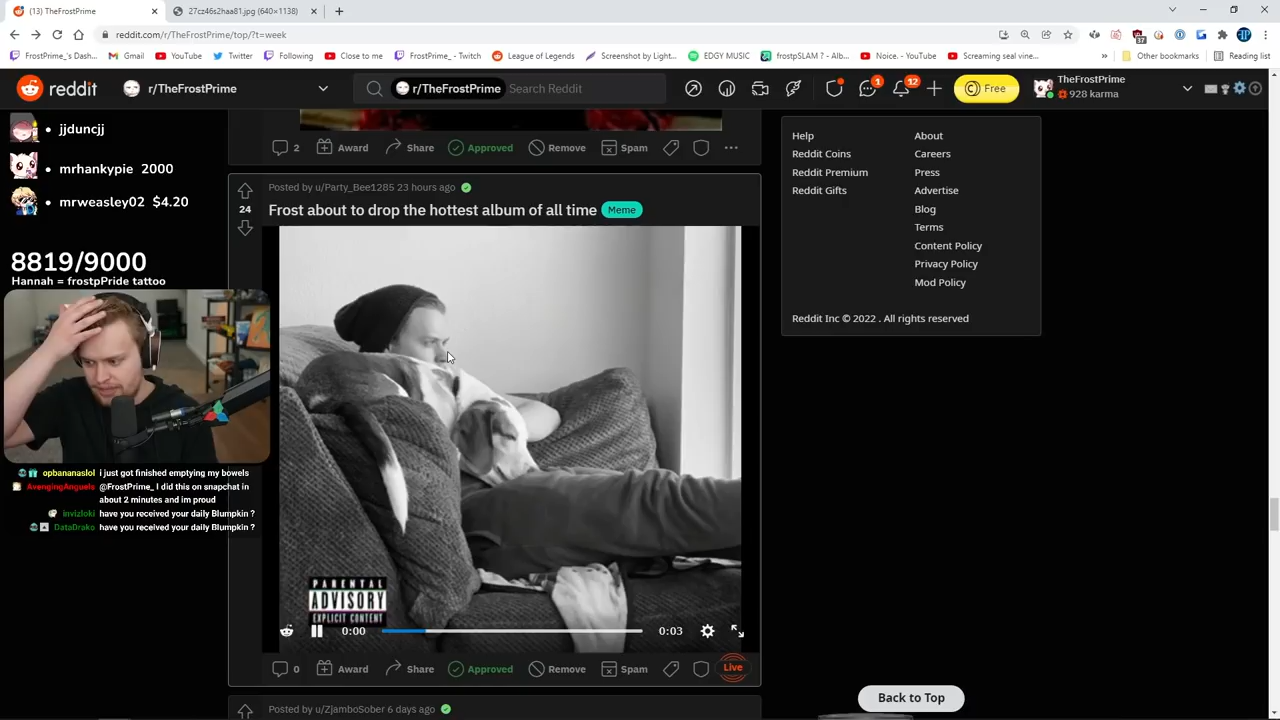 (13) TheFrostPrime
27cz46s2haa81.jpg (640×1138)
reddit.com/r/TheFrostPrime/top/?t=week
FrostPrime_'s Dash...
Gmail
YouTube
Twitter
Following
Close to me
FrostPrime_ - Twitch
League of Legends
Screenshot by Light...
EDGY MUSIC
frostpSLAM ? - Alb...
Noice. - YouTube
Screaming seal vine...
Other bookmarks
Reading list
reddit
r/TheFrostPrime
r/TheFrostPrime
Search Reddit
1
12
Free
TheFrostPrime
928 karma
jjduncjj
mrhankypie 2000
mrweasley02 $4.20
8819/9000
Hannah = frostpPride tattoo
opbananaslol i just got finished emptying my bowels
AvengingAnguels @FrostPrime_ I did this on snapchat in
about 2 minutes and im proud
invizloki have you received your daily Blumpkin ?
DataDrako have you received your daily Blumpkin ?
2 Award Share Approved Remove Spam
Posted by u/Party_Bee1285 23 hours ago
24
Frost about to drop the hottest album of all time Meme
PARENTAL
ADVISORY
EXPLICIT CONTENT
0:00
0:03
0 Award Share Approved Remove Spam Live
Posted by u/ZjamboSober 6 days ago
Help
About
Reddit Coins
Careers
Reddit Premium
Press
Reddit Gifts
Advertise
Blog
Terms
Content Policy
Privacy Policy
Mod Policy
Reddit Inc © 2022 . All rights reserved
Back to Top